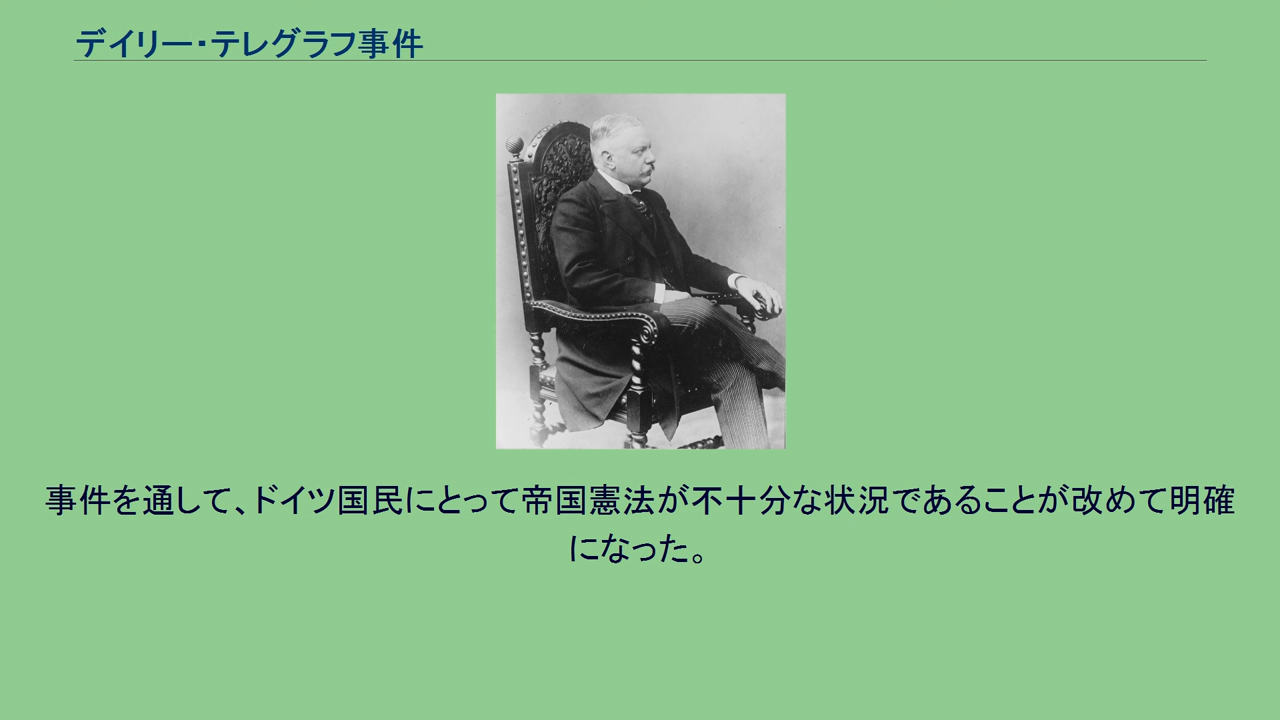 デイリー・テレグラフ事件
事件を通して、ドイツ国民にとって帝国憲法が不十分な状況であることが改めて明確
になった。